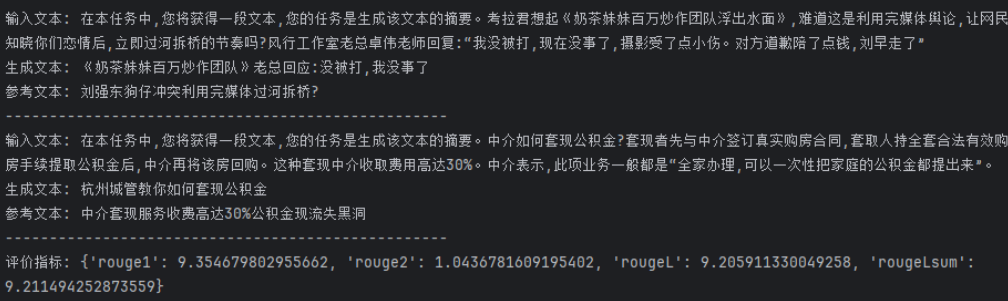 输入文本: 在本任务中,您将获得一段文本,您的任务是生成该文本的摘要。考拉君想起《奶茶妹妹百万炒作团队浮出水面》,难道这是利用完媒体舆论,让网民
知晓你们恋情后,立即过河拆桥的节奏吗?风行工作室老总卓伟老师回复:“我没被打,现在没事了,摄影受了点小伤。对方道歉陪了点钱,刘早走了”
生成文本: 《奶茶妹妹百万炒作团队》老总回应:没被打,我没事了
参考文本: 刘强东狗仔冲突利用完媒体过河拆桥?
--------------------------------------------------
输入文本: 在本任务中,您将获得一段文本,您的任务是生成该文本的摘要。中介如何套现公积金?套现者先与中介签订真实购房合同,套取人持全套合法有效购
房手续提取公积金后,中介再将该房回购。这种套现中介收取费用高达30%。中介表示,此项业务一般都是“全家办理,可以一次性把家庭的公积金都提出来”。
生成文本: 杭州城管教你如何套现公积金
参考文本: 中介套现服务收费高达30%公积金现流失黑洞
--------------------------------------------------
评价指标: {'rouge1': 9.354679802955662, 'rouge2': 1.0436781609195402, 'rougeL': 9.205911330049258, 'rougeLsum':
9.211494252873559}